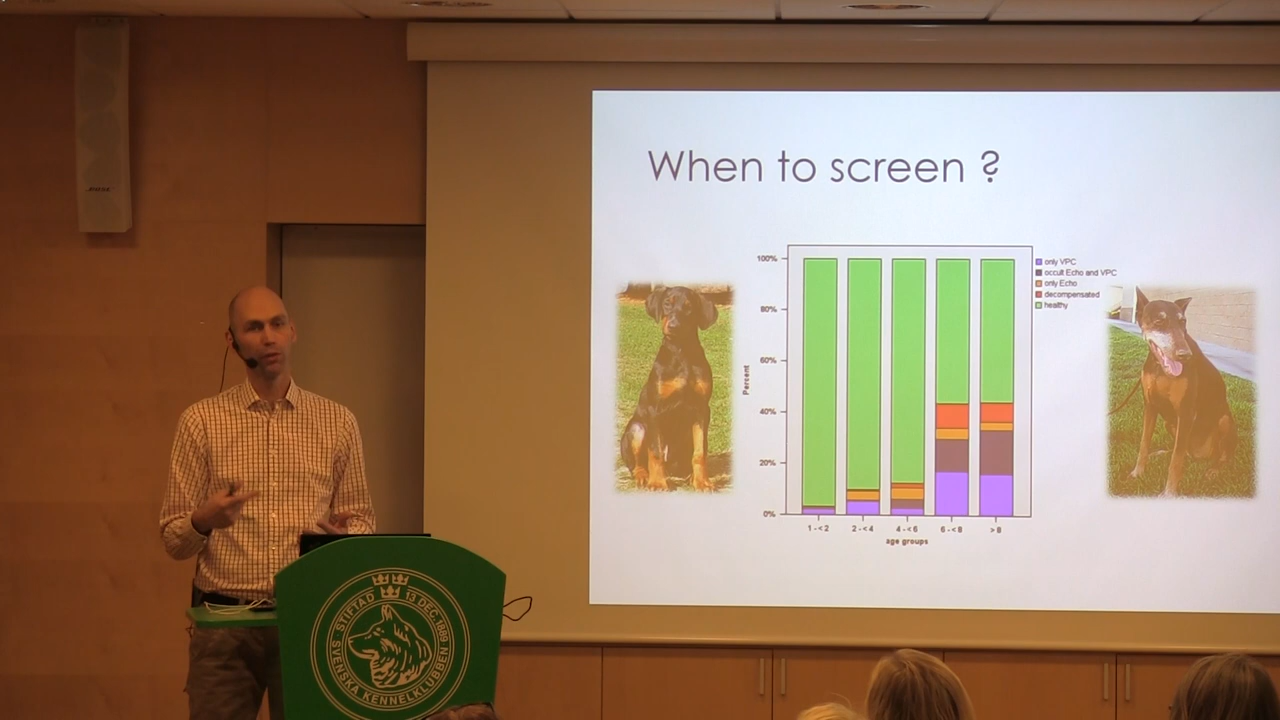 When to screen ?
100%
80%
60%
40%
20%
0%
Percent
1 - < 2
2 - < 4
4 - < 6
6 - < 8
> 8
age groups
only VPC
occult Echo and VPC
only Echo
decompensated
healthy
STIFTAD 13 DEC. 1889
SVENSKA KENNELKLUBBEN